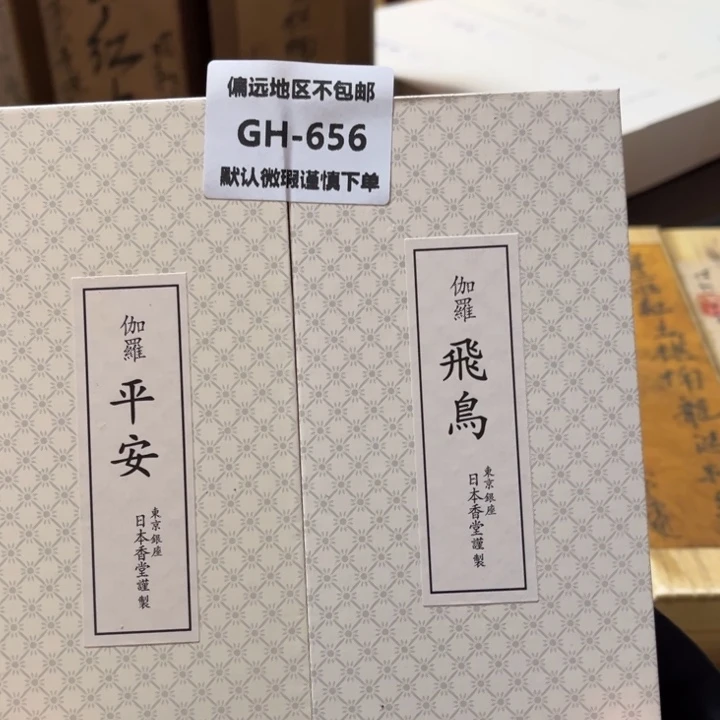 偏远地区不包邮
GH-656
默认微瑕谨慎下单
伽羅
平安
東京銀座
日本香堂謹製
伽羅
飛鳥
東京銀座
日本香堂謹製